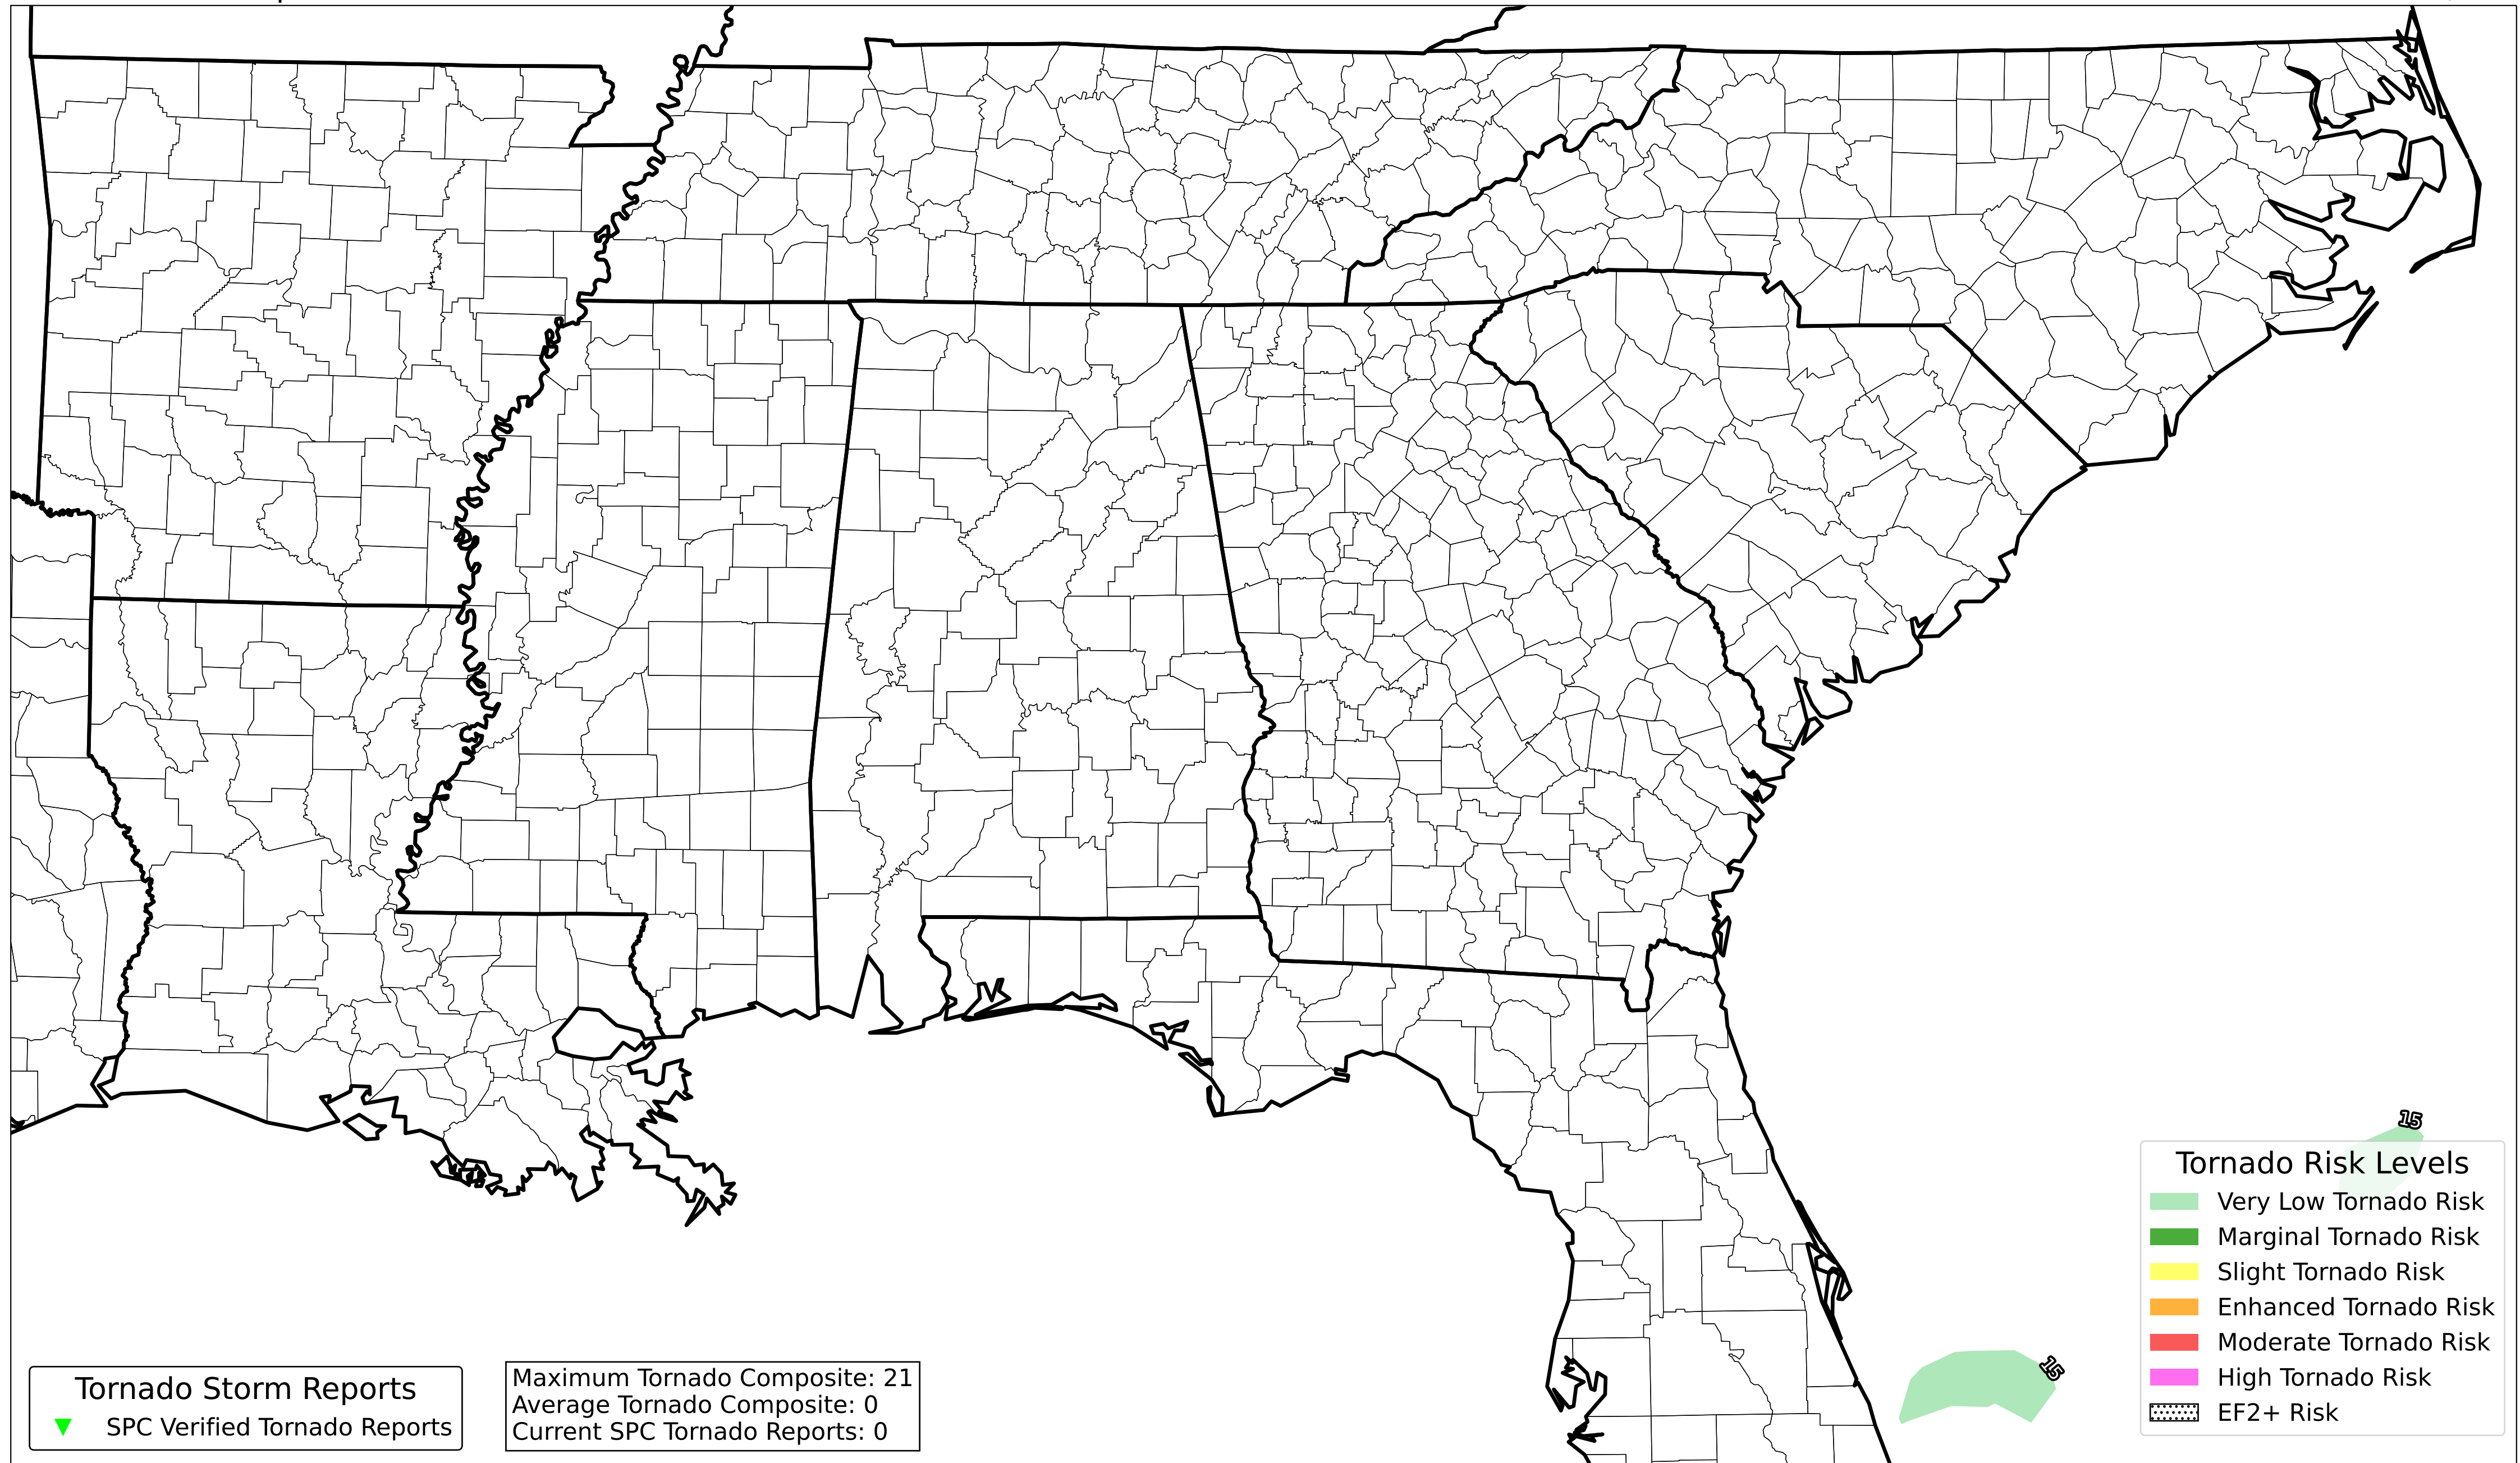 15
Tornado Risk Levels
Very Low Tornado Risk
Marginal Tornado Risk
Slight Tornado Risk
Enhanced Tornado Risk
Moderate Tornado Risk
High Tornado Risk
EF2+ Risk
15
Tornado Storm Reports
SPC Verified Tornado Reports
Maximum Tornado Composite: 21
Average Tornado Composite: 0
Current SPC Tornado Reports: 0